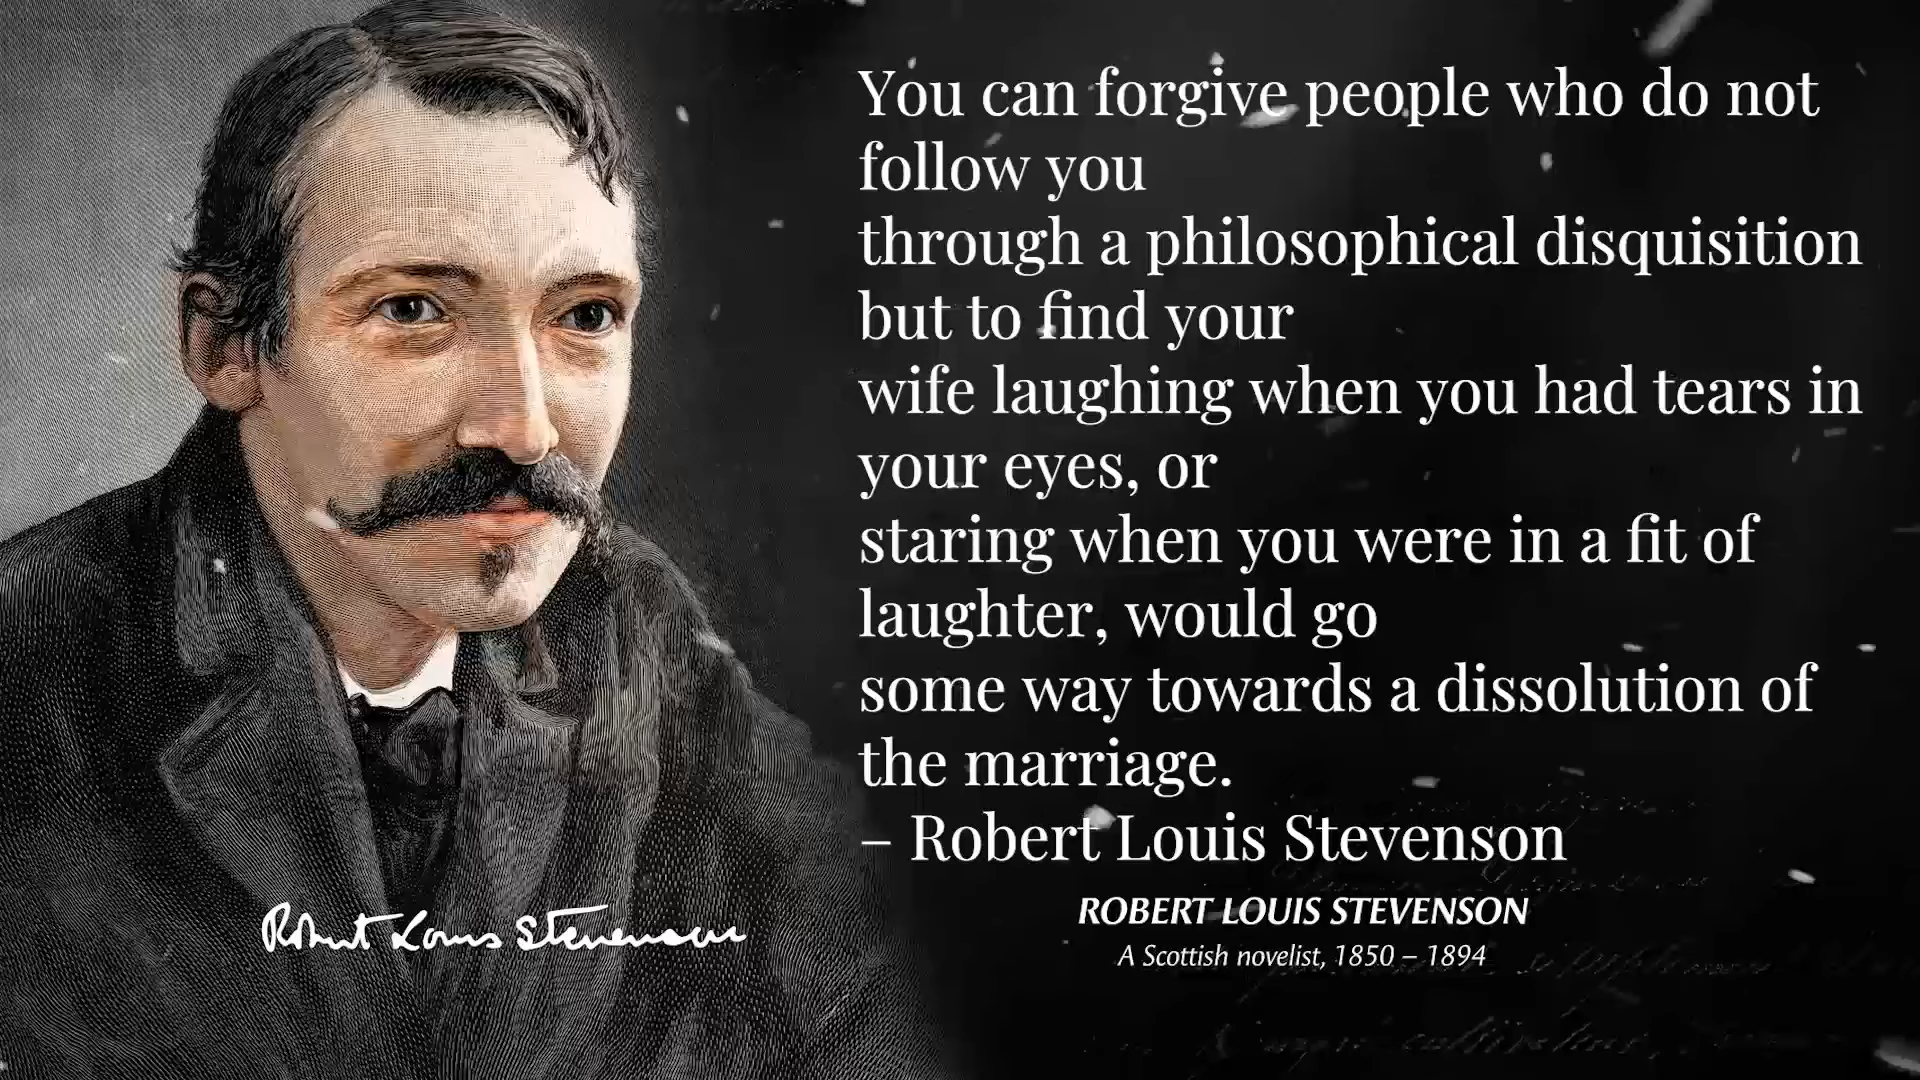 You can forgive people who do not
follow you
through a philosophical disquisition
but to find your
wife laughing when you had tears in
your eyes, or
staring when you were in a fit of
laughter, would go
some way towards a dissolution of
the marriage.
– Robert Louis Stevenson
ROBERT LOUIS STEVENSON
A Scottish novelist, 1850 – 1894
Robert Louis Stevenson